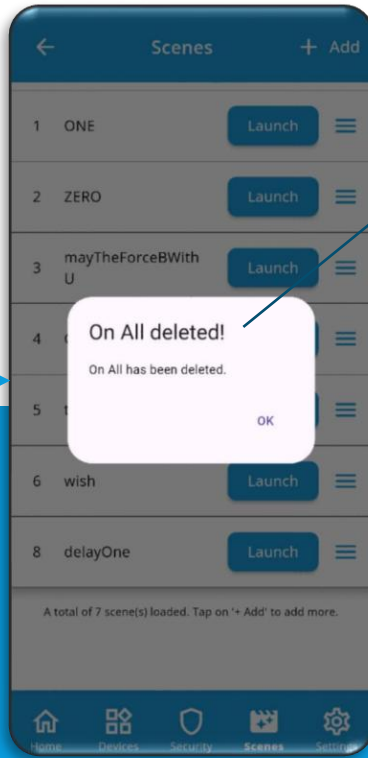 Scenes
+ Add
1 ONE Launch
2 ZERO Launch
3 mayTheForceBWith
U
Launch
4
On All deleted!
On All has been deleted.
5
OK
6 wish Launch
8 delayOne Launch
A total of 7 scene(s) loaded. Tap on '+ Add' to add more.
Home Devices Security Scenes Settings